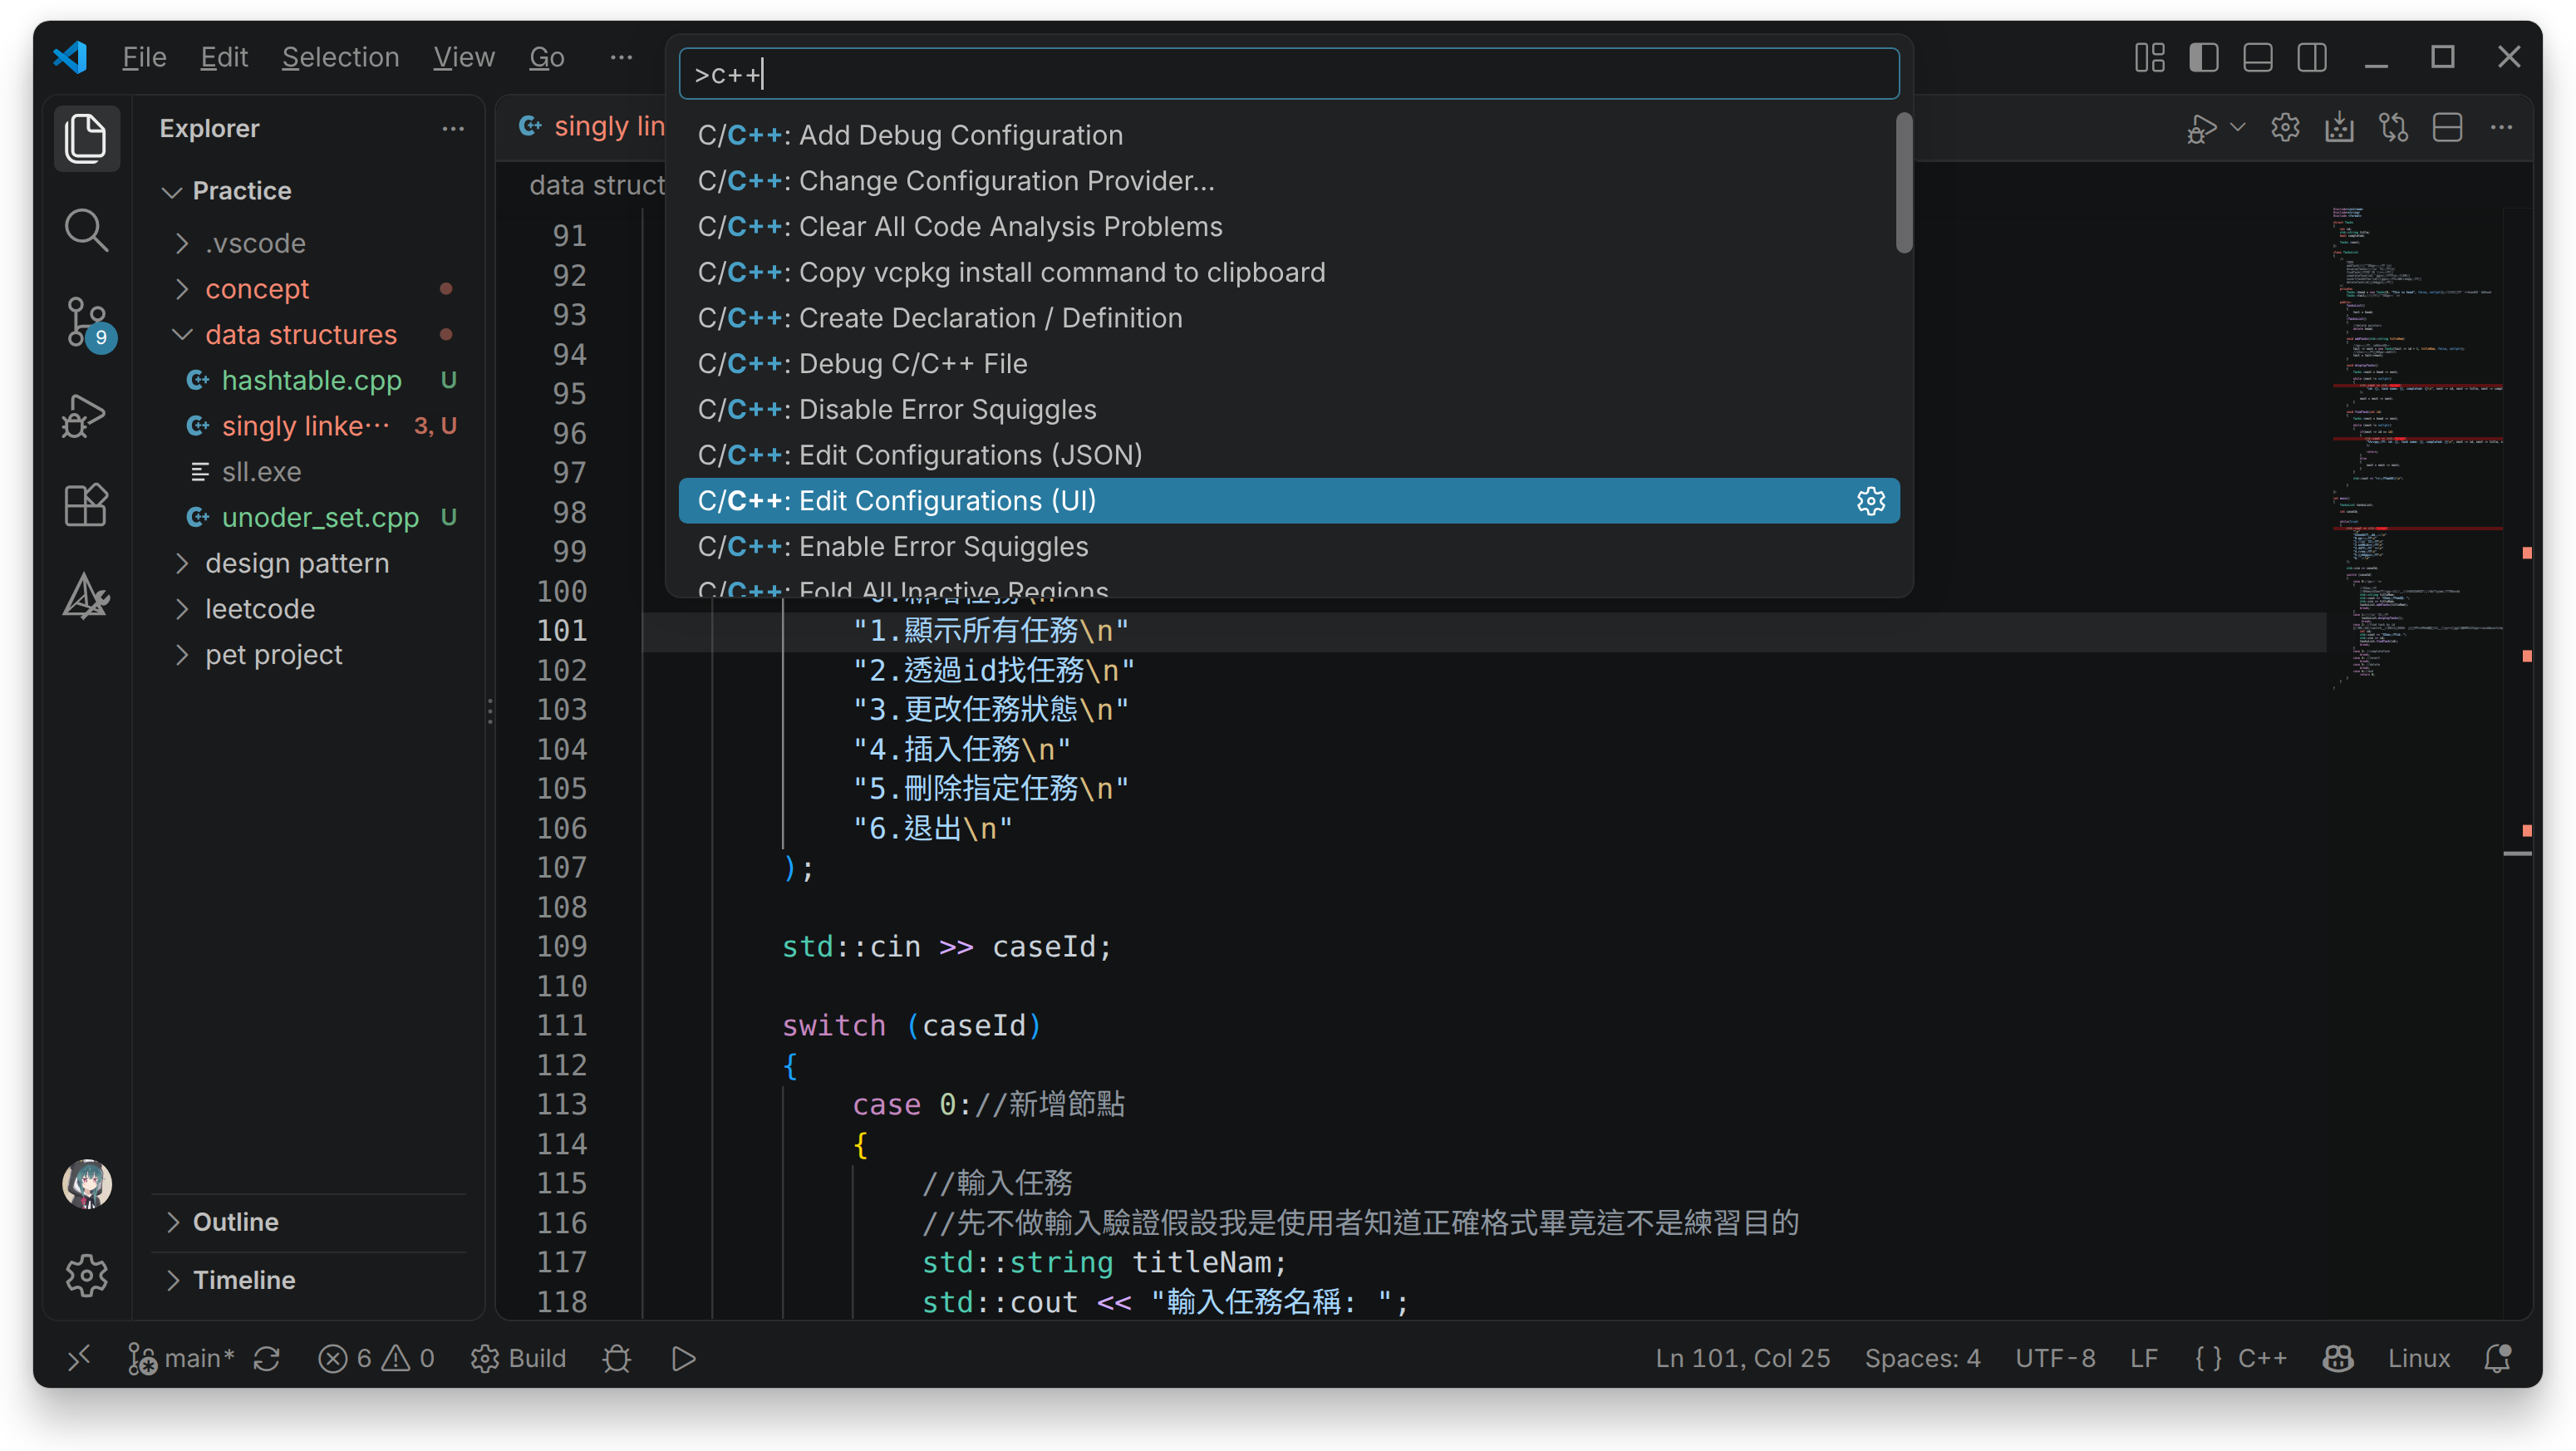 File Edit Selection View Go ···
>c++
C/C++: Add Debug Configuration
C/C++: Change Configuration Provider...
C/C++: Clear All Code Analysis Problems
C/C++: Copy vcpkg install command to clipboard
C/C++: Create Declaration / Definition
C/C++: Debug C/C++ File
C/C++: Disable Error Squiggles
C/C++: Edit Configurations (JSON)
C/C++: Edit Configurations (UI)
C/C++: Enable Error Squiggles
C/C++: Fold All Inactive Regions
9
Explorer ···
Practice
.vscode
concept
data structures
hashtable.cpp U
singly linke··· 3, U
sll.exe
unoder_set.cpp U
design pattern
leetcode
pet project
Outline
Timeline
singly lin
data struct
91
92
93
94
95
96
97
98
99
100
101 "1.顯示所有任務\n"
102 "2.透過id找任務\n"
103 "3.更改任務狀態\n"
104 "4.插入任務\n"
105 "5.刪除指定任務\n"
106 "6.退出\n"
107 );
108
109 std::cin >> caseId;
110
111 switch (caseId)
112 {
113 case 0://新增節點
114 {
115 //輸入任務
116 //先不做輸入驗證假設我是使用者知道正確格式畢竟這不是練習目的
117 std::string titleNam;
118 std::cout << "輸入任務名稱: ";
main* 6 0 Build Ln 101, Col 25 Spaces: 4 UTF-8 LF { } C++ Linux